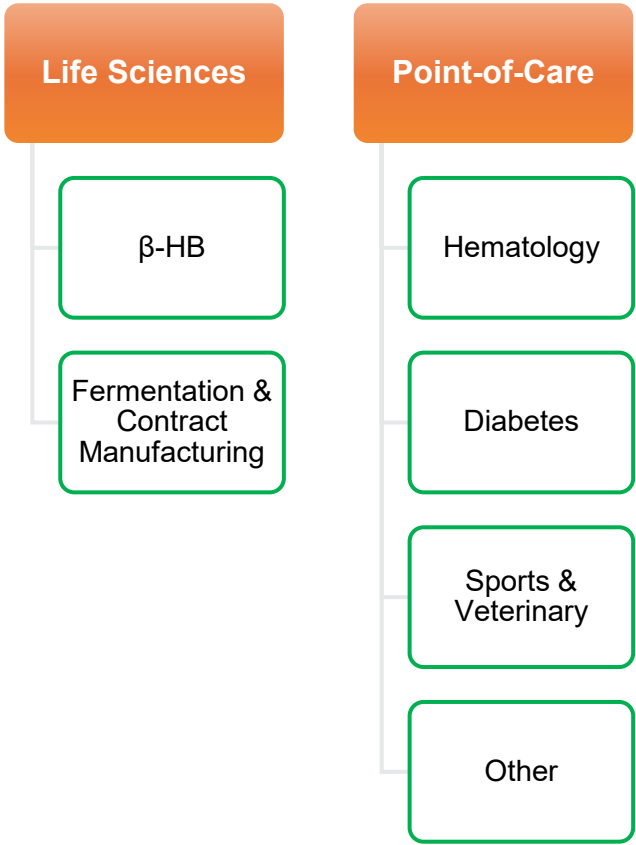 Life Sciences
β-HB
Fermentation &
Contract
Manufacturing
Point-of-Care
Hematology
Diabetes
Sports &
Veterinary
Other